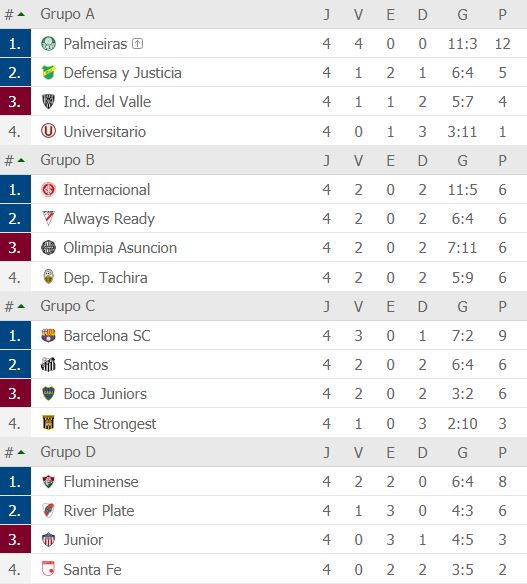 # Grupo A J V E D G P
1. Palmeiras 4 4 0 0 11:3 12
2. Defensa y Justicia 4 1 2 1 6:4 5
3. Ind. del Valle 4 1 1 2 5:7 4
4. Universitario 4 0 1 3 3:11 1
# Grupo B J V E D G P
1. Internacional 4 2 0 2 11:5 6
2. Always Ready 4 2 0 2 6:4 6
3. Olimpia Asuncion 4 2 0 2 7:11 6
4. Dep. Tachira 4 2 0 2 5:9 6
# Grupo C J V E D G P
1. Barcelona SC 4 3 0 1 7:2 9
2. Santos 4 2 0 2 6:4 6
3. Boca Juniors 4 2 0 2 3:2 6
4. The Strongest 4 1 0 3 2:10 3
# Grupo D J V E D G P
1. Fluminense 4 2 2 0 6:4 8
2. River Plate 4 1 3 0 4:3 6
3. Junior 4 0 3 1 4:5 3
4. Santa Fe 4 0 2 2 3:5 2